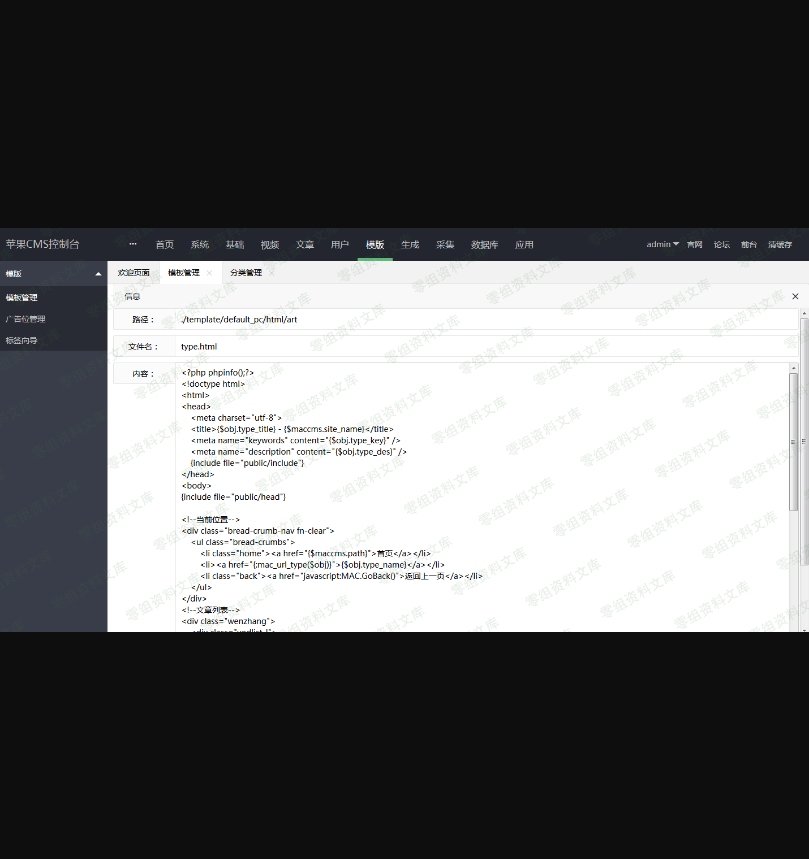 苹果CMS控制台 ··· 首页 系统 基础 视频 文章 用户 模版 生成 采集 数据库 应用 admin 官网 论坛 前台 清缓存
模版 欢迎页面 模板管理 × 分类管理 ×
模板管理
广告位管理
标签向导
信息 ×
路径： ./template/default_pc/html/art
文件名： type.html
内容： <?php phpinfo();?>
<!doctype html>
<html>
<head>
<meta charset="utf-8">
<title>{$obj.type_title} - {$maccms.site_name}</title>
<meta name="keywords" content="{$obj.type_key}" />
<meta name="description" content="{$obj.type_des}" />
{include file="public/include"}
</head>
<body>
{include file="public/head"}
<!--当前位置-->
<div class="bread-crumb-nav fn-clear">
<ul class="bread-crumbs">
<li class="home"><a href="{$maccms.path}">首页</a></li>
<li><a href="{:mac_url_type($obj)}">{$obj.type_name}</a></li>
<li class="back"><a href="javascript:MAC.GoBack()">返回上一页</a></li>
</ul>
</div>
<!--文章列表-->
<div class="wenzhang">
零组资料文库